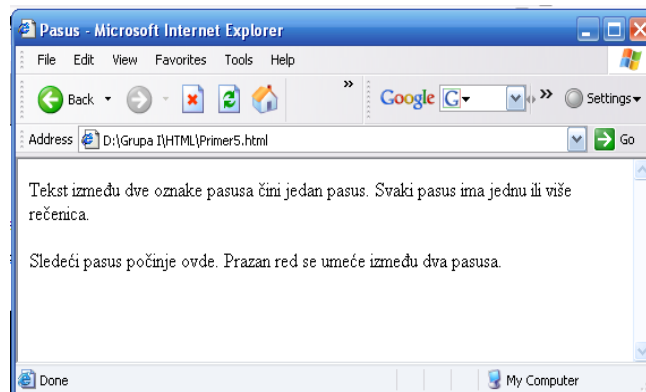 Pasus - Microsoft Internet Explorer
File Edit View Favorites Tools Help
Back » Google G » Settings
Address D:\Grupa I\HTML\Primer5.html Go
Tekst između dve oznake pasusa čini jedan pasus. Svaki pasus ima jednu ili više
rečenica.
Sledeći pasus počinje ovde. Prazan red se umeće između dva pasusa.
Done My Computer